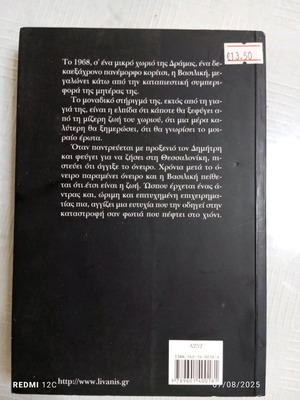 €13,50
Το 1968, σ' ένα μικρό χωριό της Δράμας, ένα δε-
καεξάχρονο πανέμορφο κορίτσι, η Βασιλική, με-
γαλώνει κάτω από την καταπιεστική συμπερι-
φορά της μητέρας της.
Το μοναδικό στήριγμά της, εκτός από τη για-
γιά της, είναι η ελπίδα ότι κάποτε θα ξεφύγει α-
πό τη μίζερη ζωή του χωριού, ότι μια μέρα κα-
λύτερη θα ξημερώσει, ότι θα γνωρίσει το μοι-
ραίο έρωτα.
Όταν παντρεύεται με προξενιό τον Δημήτρη
και φεύγει για να ζήσει στη Θεσσαλονίκη, πι-
στεύει ότι άγγιξε το όνειρο. Χρόνια μετά το ό-
νειρο παραμένει όνειρο και η Βασιλική πείθε-
ται ότι έτσι είναι η ζωή. Ώσπου έρχεται ένας ά-
ντρας και, ώριμη και επιτυχημένη επιχειρημα-
τίας πια, αγγίζει μια ευτυχία που την οδηγεί στην
καταστροφή σαν φωτιά που πέφτει στο χιόνι.
http://www.livanis.gr
REDMI 12C
07/08/2025